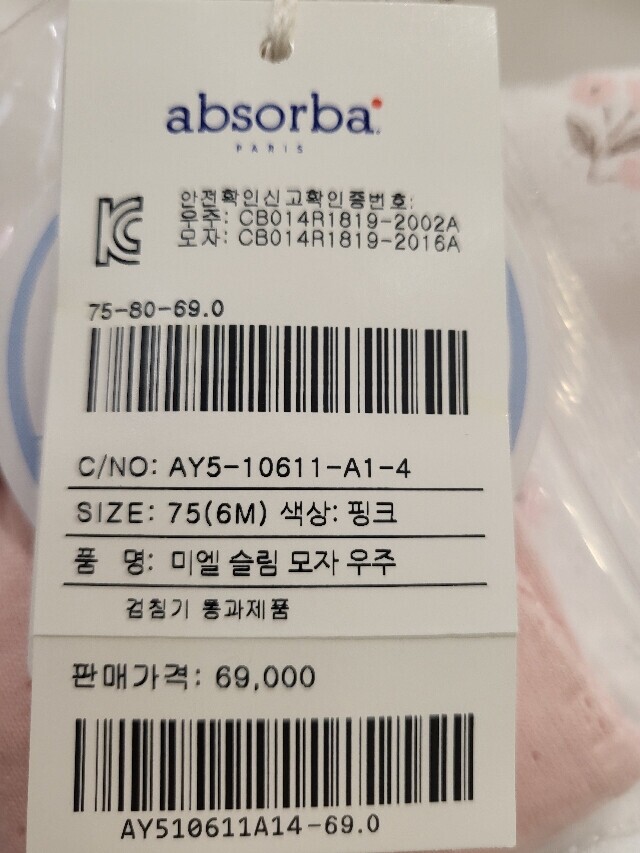 absorba.
PARIS
안전확인신고확인증번호:
우주: CB014R1819-2002A
모자: CB014R1819-2016A
75-80-69.0
C/NO: AY5-10611-A1-4
SIZE: 75(6M) 색상: 핑크
품 명: 미엘 슬림 모자 우주
검침기 통과제품
판매가격: 69,000
AY510611A14-69.0